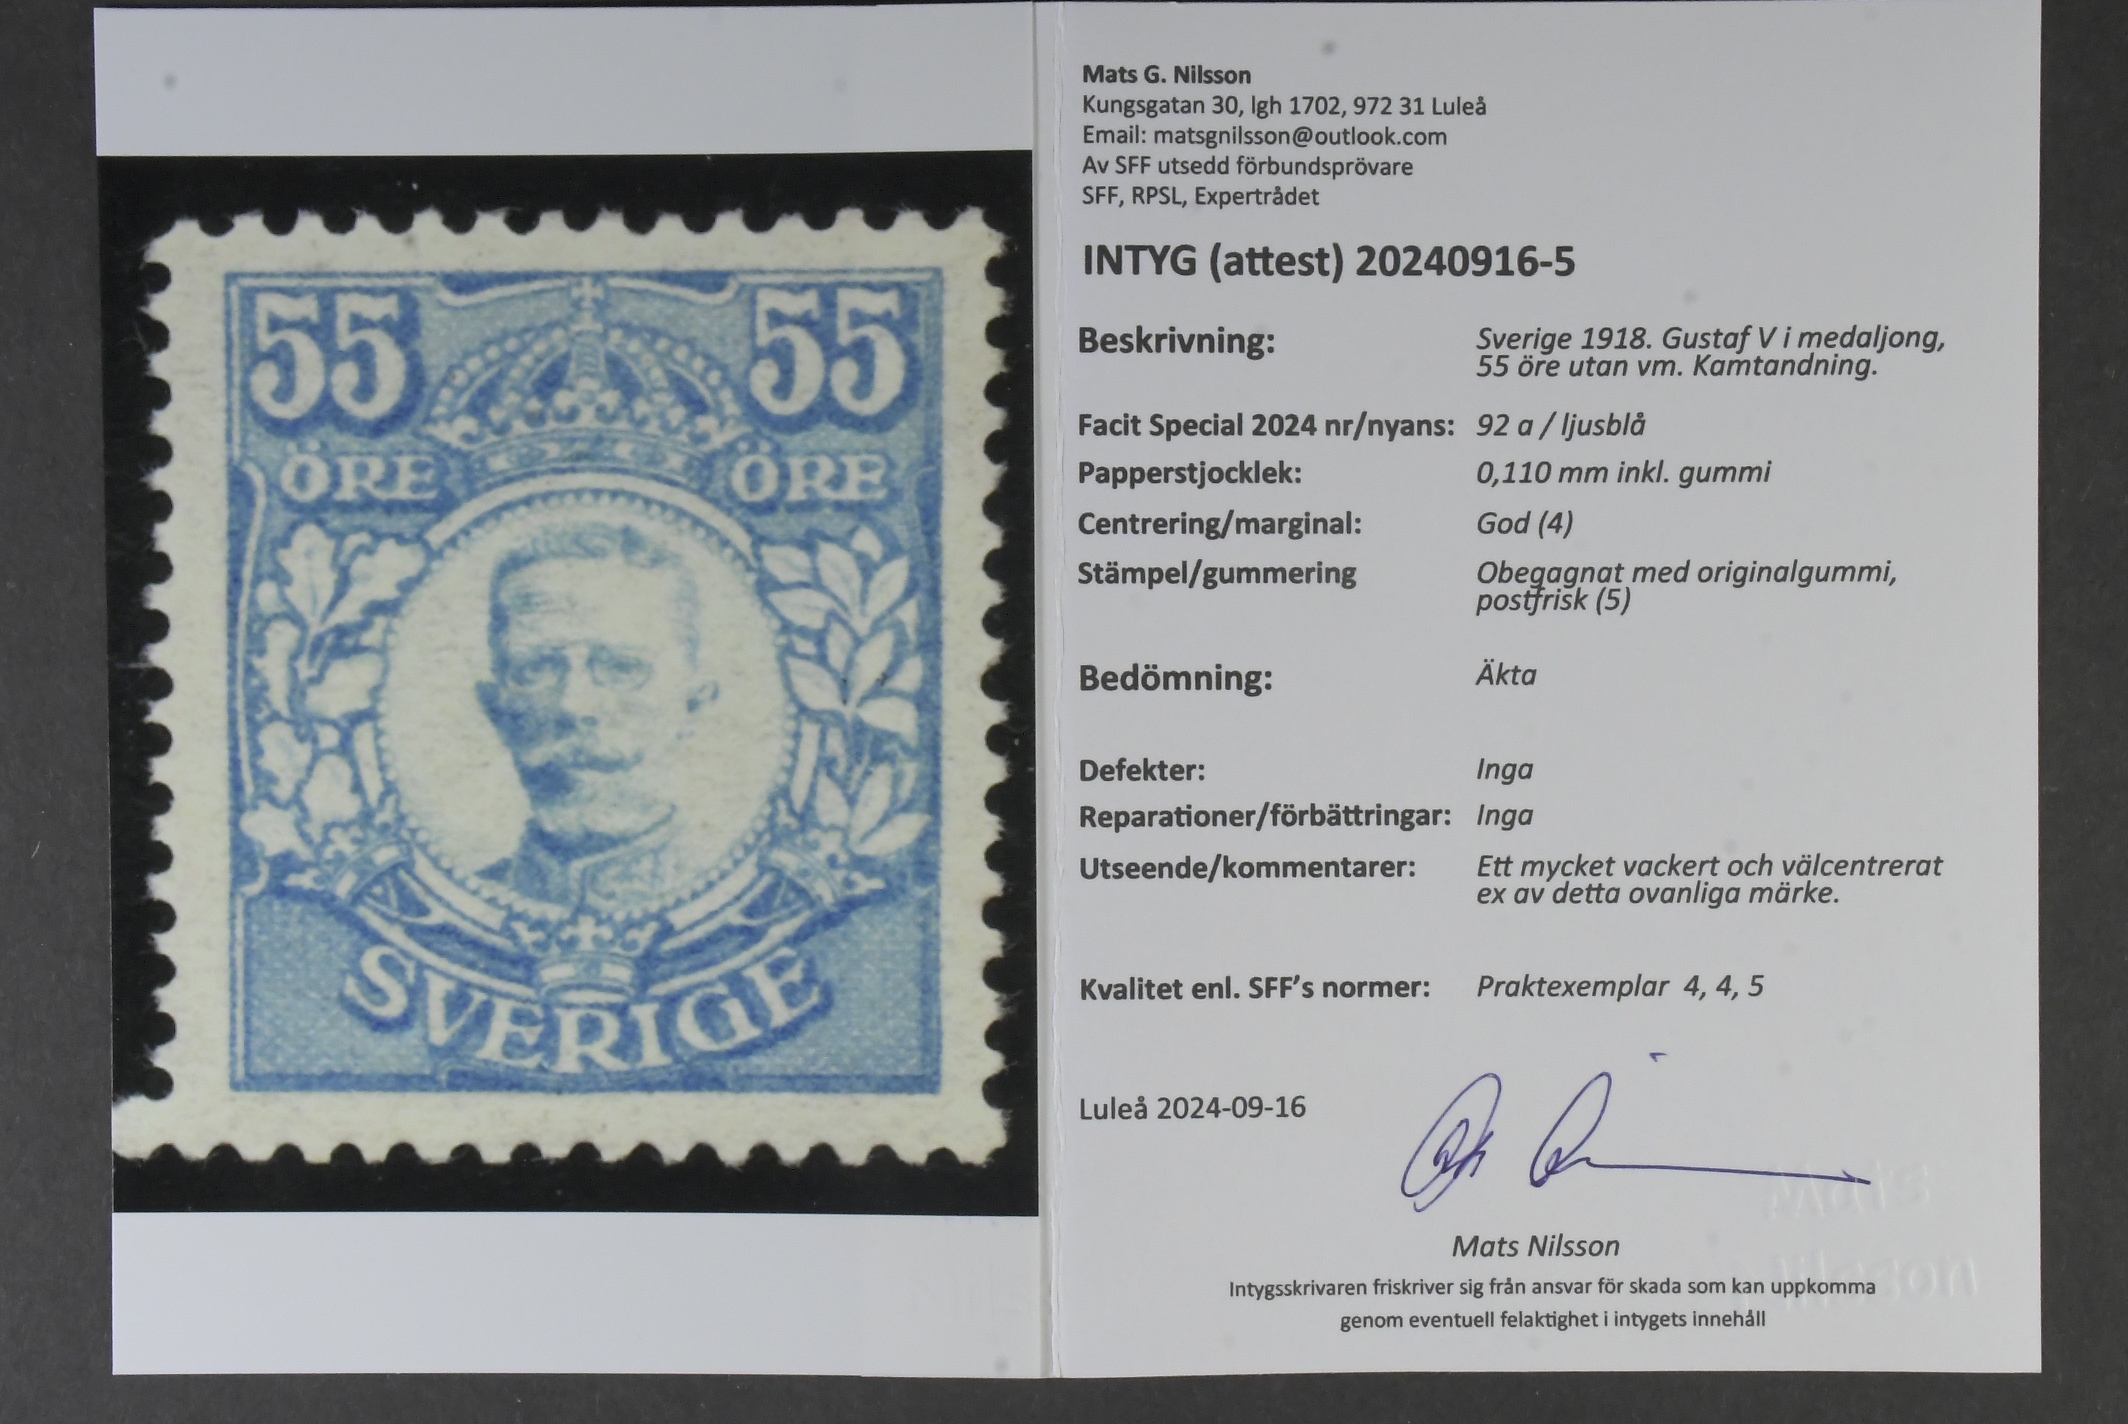 55 55
ÖRE ÖRE
SVERIGE
Mats G. Nilsson
Kungsgatan 30, lgh 1702, 972 31 Luleå
Email: matsgnilsson@outlook.com
Av SFF utsedd förbundsprövare
SFF, RPSL, Expertrådet
INTYG (attest) 20240916-5
Beskrivning: Sverige 1918. Gustaf V i medaljong,
55 öre utan vm. Kamtandning.
Facit Special 2024 nr/nyans: 92 a / ljusblå
Papperstjocklek: 0,110 mm inkl. gummi
Centrering/marginal: God (4)
Stämpel/gummering Obegagnat med originalgummi,
postfrisk (5)
Bedömning: Äkta
Defekter: Inga
Reparationer/förbättringar: Inga
Utseende/kommentarer: Ett mycket vackert och välcentrerat
ex av detta ovanliga märke.
Kvalitet enl. SFF’s normer: Praktexemplar 4, 4, 5
Luleå 2024-09-16
Mats Nilsson
Intygsskrivaren friskriver sig från ansvar för skada som kan uppkomma
genom eventuell felaktighet i intygets innehåll
Mats
Nilsson